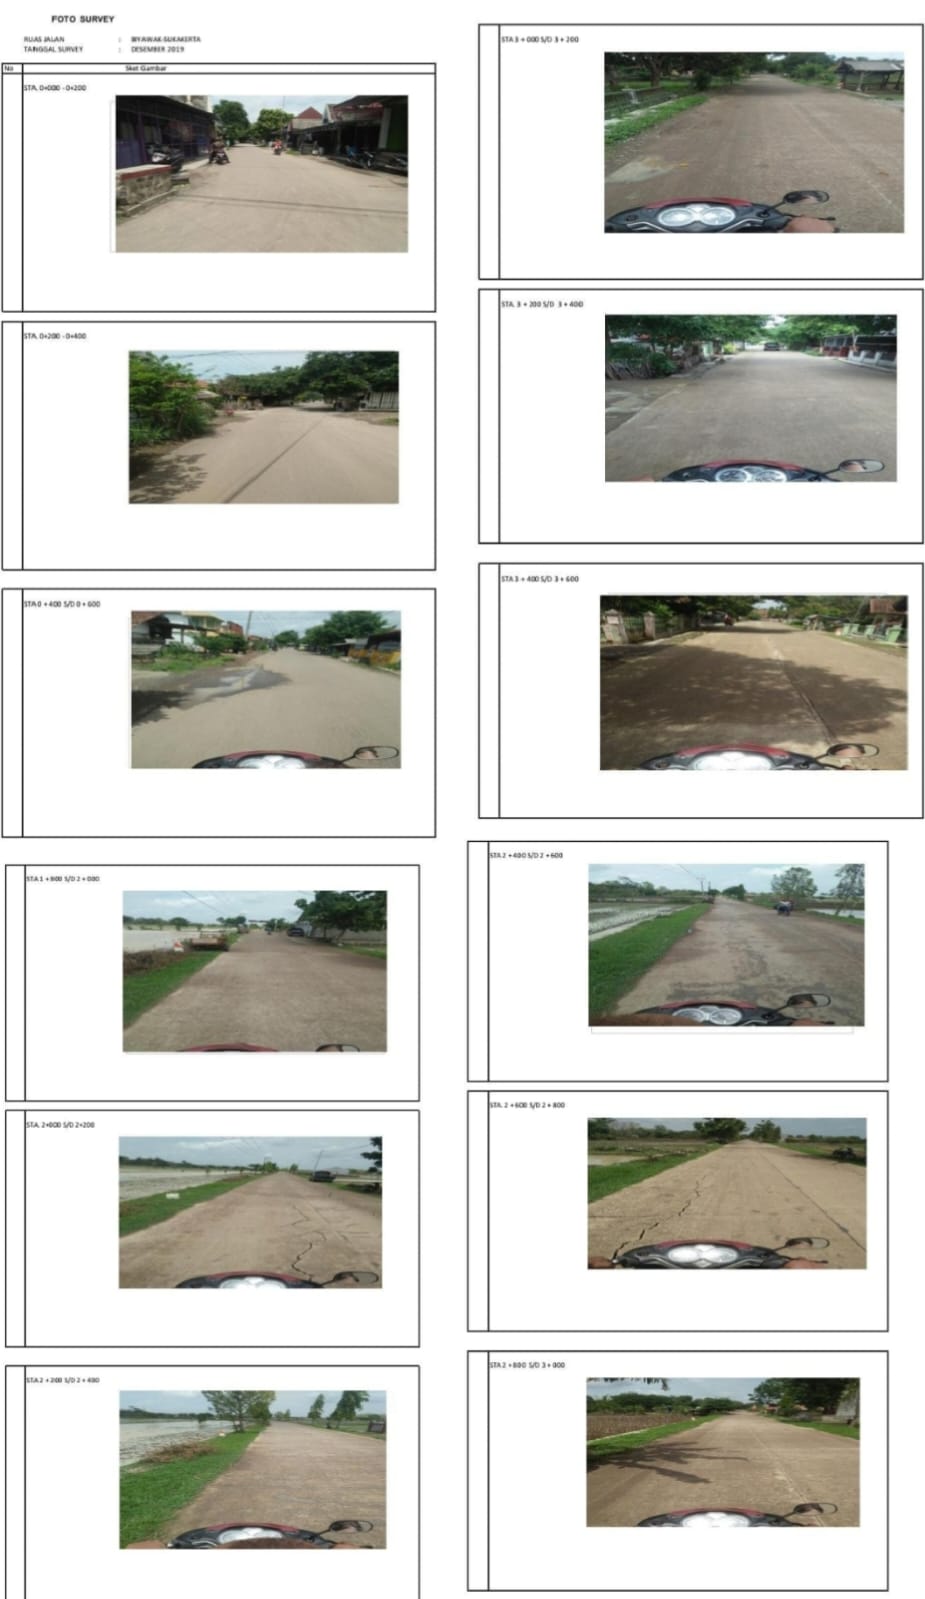 FOTO SURVEY
RUAS JALAN : BIYAWAK-SUKAKERTA
TANGGAL SURVEY : DESEMBER 2019
No Sket Gambar
STA. 0+000 - 0+200
STA. 0+200 - 0+400
STA 0 + 400 S/D 0 + 600
STA 1 + 800 S/D 2 + 000
STA. 2+000 S/D 2+200
STA 2 + 200 S/D 2 + 400
STA 3 + 000 S/D 3 + 200
STA. 3 + 200 S/D 3 + 400
STA 3 + 400 S/D 3 + 600
STA 2 + 400 S/D 2 + 600
STA. 2 + 600 S/D 2 + 800
STA 2 + 800 S/D 3 + 000